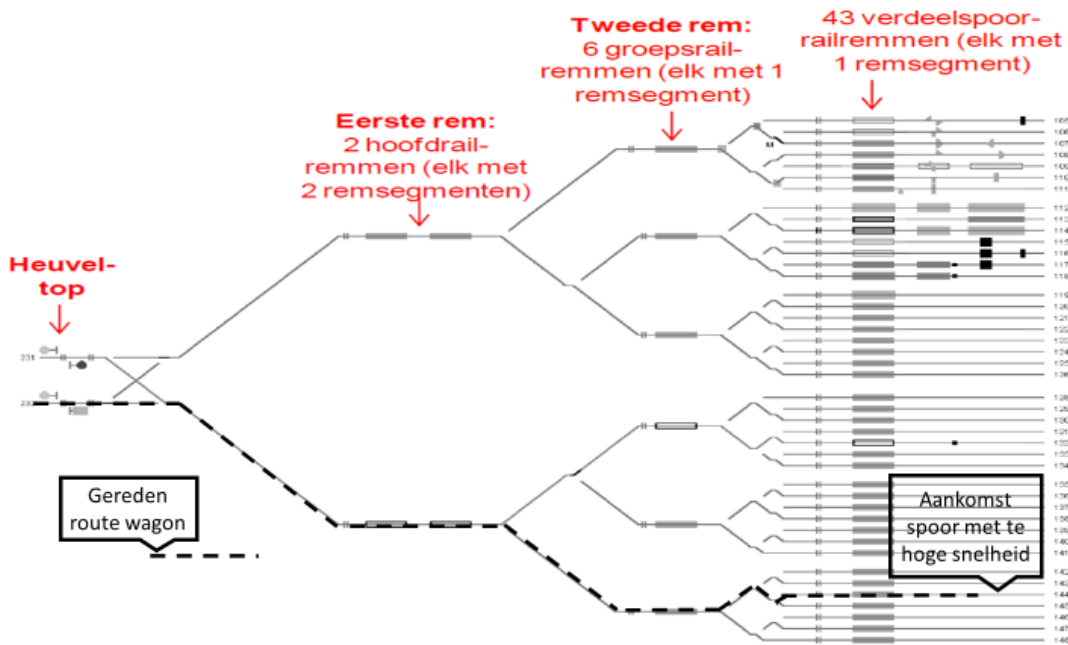 Tweede rem:
6 groepsrail-
remmen (elk met 1
remsegment)
43 verdeelspoor-
railremmen (elk met
1 remsegment)
Eerste rem:
2 hoofdrail-
remmen (elk met
2 remsegmenten)
Heuvel-
top
231
Gereden
route wagon
Aankomst
spoor met te
hoge snelheid
105
106
107
108
109
110
111
112
113
114
115
116
117
118
119
120
121
122
123
124
125
126
128
129
130
132
133
134
135
136
137
138
139
140
141
142
143
144
145
146
147